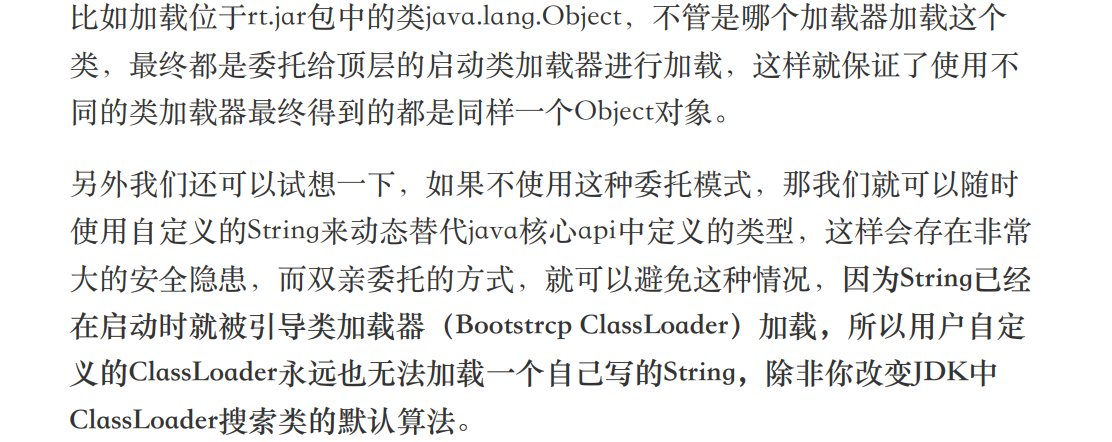 比如加载位于rt.jar包中的类java.lang.Object，不管是哪个加载器加载这个
类，最终都是委托给顶层的启动类加载器进行加载，这样就保证了使用不
同的类加载器最终得到的都是同样一个Object对象。
另外我们还可以试想一下，如果不使用这种委托模式，那我们就可以随时
使用自定义的String来动态替代java核心api中定义的类型，这样会存在非常
大的安全隐患，而双亲委托的方式，就可以避免这种情况，因为String已经
在启动时就被引导类加载器（Bootstrcp ClassLoader）加载，所以用户自定
义的ClassLoader永远也无法加载一个自己写的String，除非你改变JDK中
ClassLoader搜索类的默认算法。